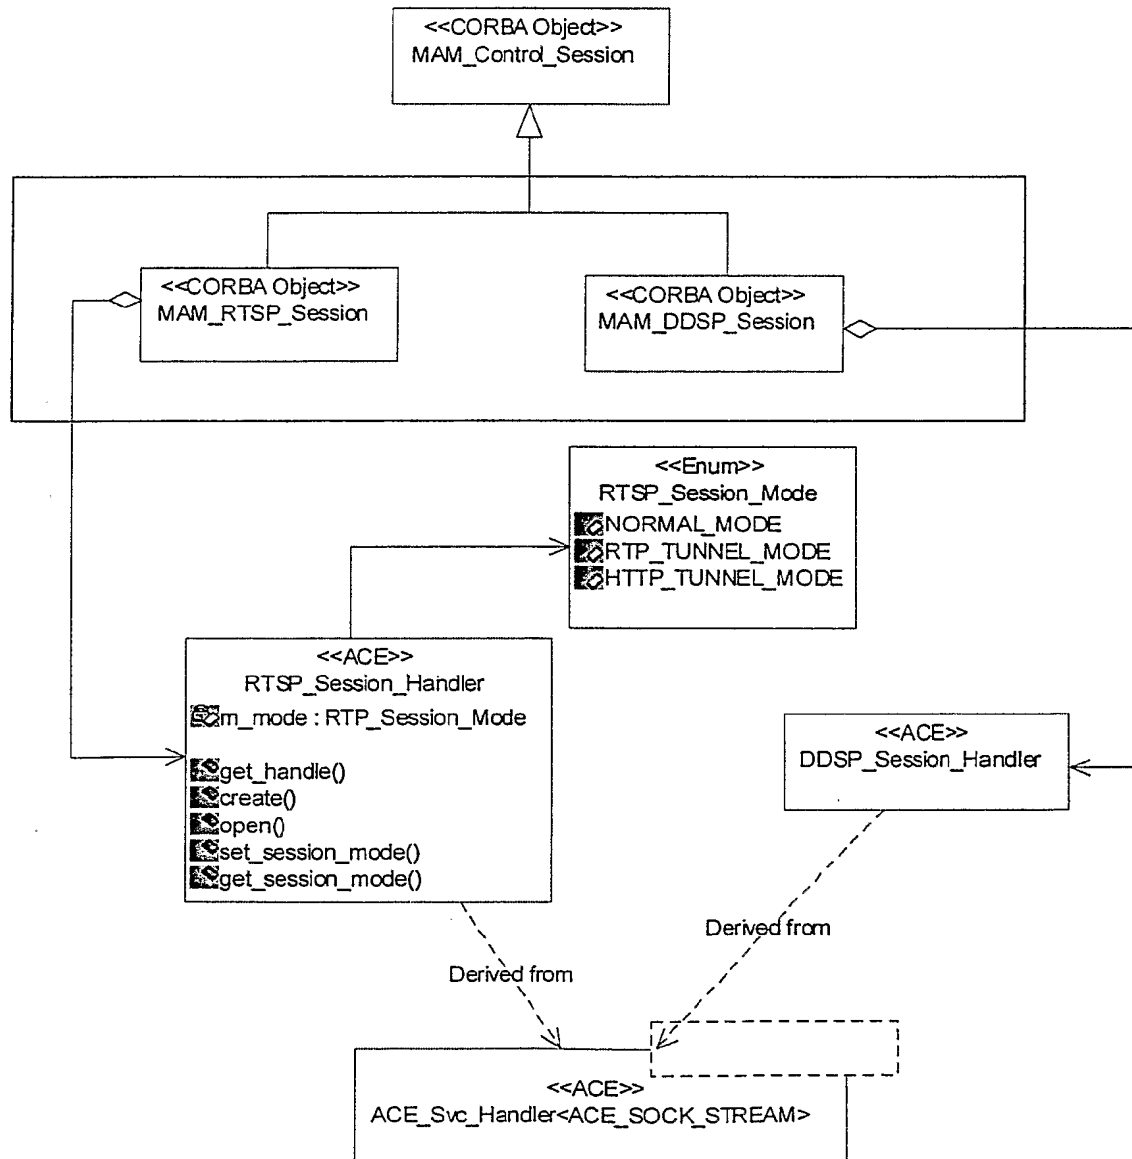 <<CORBA Object>>
MAM_Control_Session
<<CORBA Object>>
MAM_RTSP_Session
<<CORBA Object>>
MAM_DDSP_Session
<<Enum>>
RTSP_Session_Mode
NORMAL_MODE
RTP_TUNNEL_MODE
HTTP_TUNNEL_MODE
<<ACE>>
RTSP_Session_Handler
m_mode : RTP_Session_Mode
get_handle()
create()
open()
set_session_mode()
get_session_mode()
<<ACE>>
DDSP_Session_Handler
Derived from
Derived from
<<ACE>>
ACE_Svc_Handler<ACE_SOCK_STREAM>